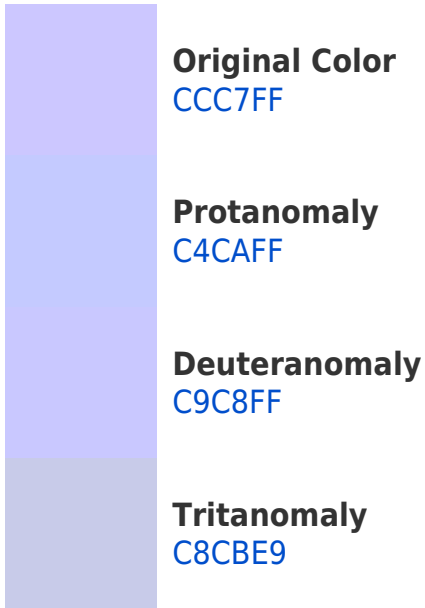 Original Color
CCC7FF
Protanomaly
C4CAFF
Deuteranomaly
C9C8FF
Tritanomaly
C8CBE9